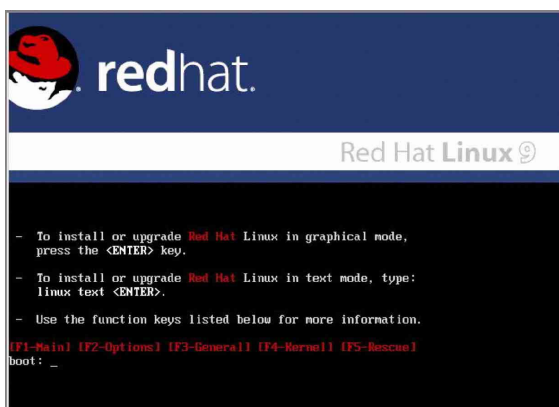 redhat.
Red Hat Linux 9
- To install or upgrade Red Hat Linux in graphical mode,
press the <ENTER> key.
- To install or upgrade Red Hat Linux in text mode, type:
linux text <ENTER>.
- Use the function keys listed below for more information.
[F1-Main] [F2-Options] [F3-General] [F4-Kernel] [F5-Rescue]
boot: _